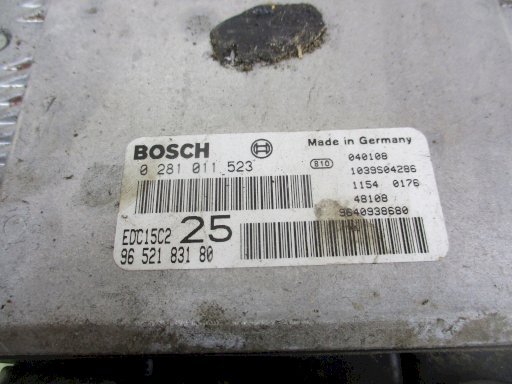 BOSCH
0 281 011 523
EDC15C2 25
96 521 831 80
Made in Germany
810 040108
1039S04286
1154 0176
48108
9640938680